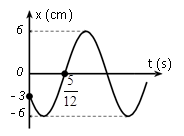 x (cm)
6
t (s)
0
5/12
- 3
- 6